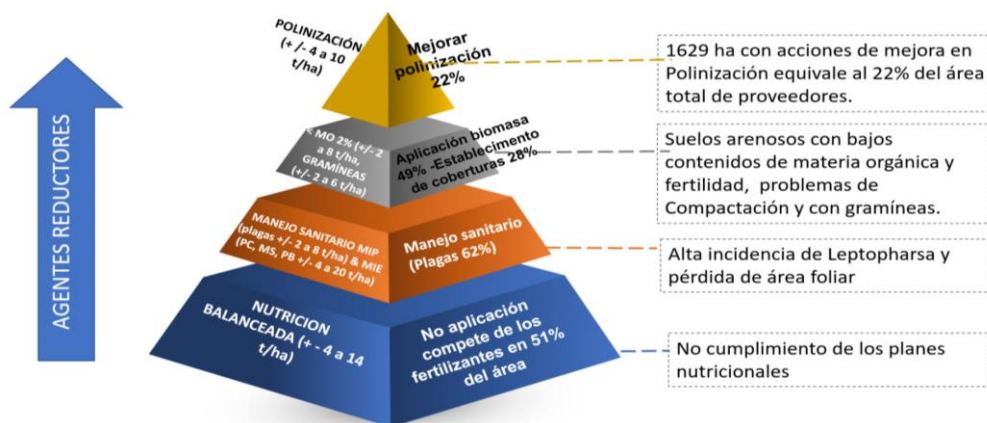 AGENTES REDUCTORES
POLINIZACIÓN
(+ /- 4 a 10
t/ha)
Mejorar
polinización
22%
1629 ha con acciones de mejora en
Polinización equivale al 22% del área
total de proveedores.
< MO 2% (+/- 2
a 8 t/ha,
GRAMÍNEAS
(+/- 2 a 6 t/ha)
Aplicación biomasa
49% -Establecimento
de coberturas 28%
Suelos arenosos con bajos
contenidos de materia orgánica y
fertilidad, problemas de
Compactación y con gramíneas.
MANEJO SANITARIO MIP
(plagas +/- 2 a 8 t/ha) & MIE
(PC, MS, PB +/- 4 a 20 t/ha)
Manejo sanitario
(Plagas 62%)
Alta incidencia de Leptopharsa y
pérdida de área foliar
NUTRICION
BALANCEADA (+ - 4 a 14
t/ha)
No aplicación
compete de los
fertilizantes en 51%
del área
No cumplimiento de los planes
nutricionales